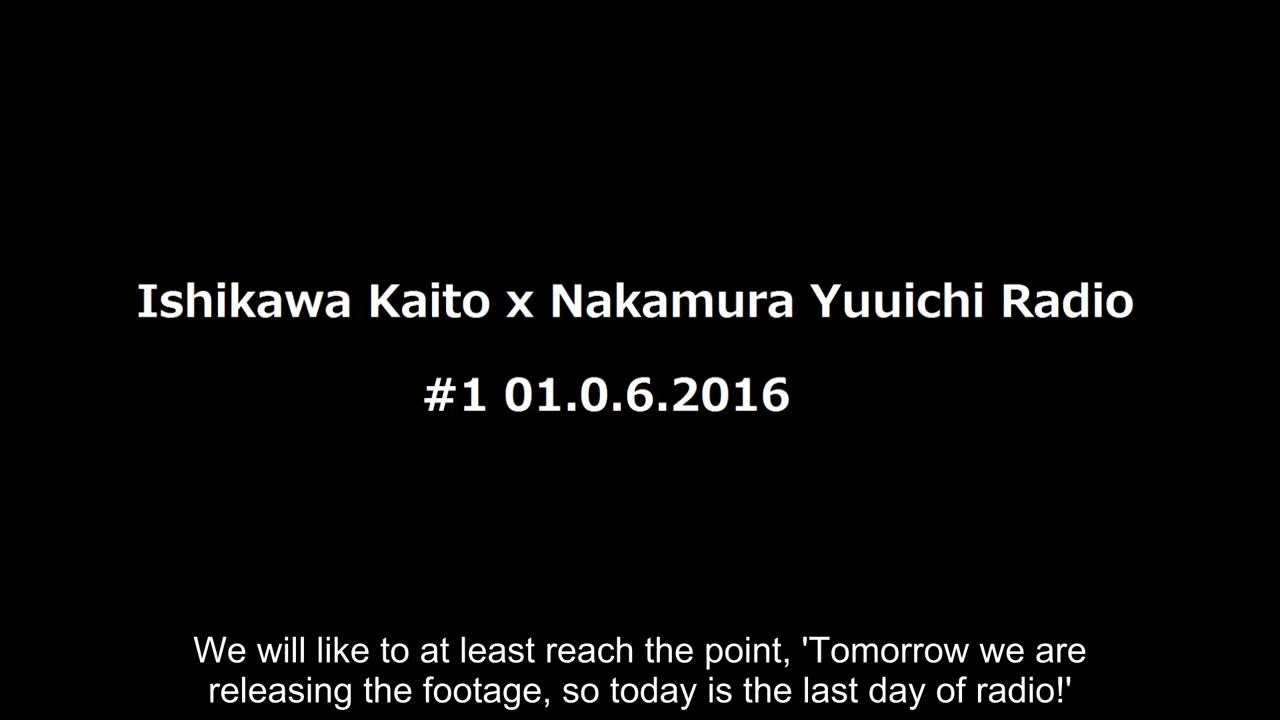 Ishikawa Kaito x Nakamura Yuuichi Radio
#1 01.0.6.2016
We will like to at least reach the point, 'Tomorrow we are
releasing the footage, so today is the last day of radio!'